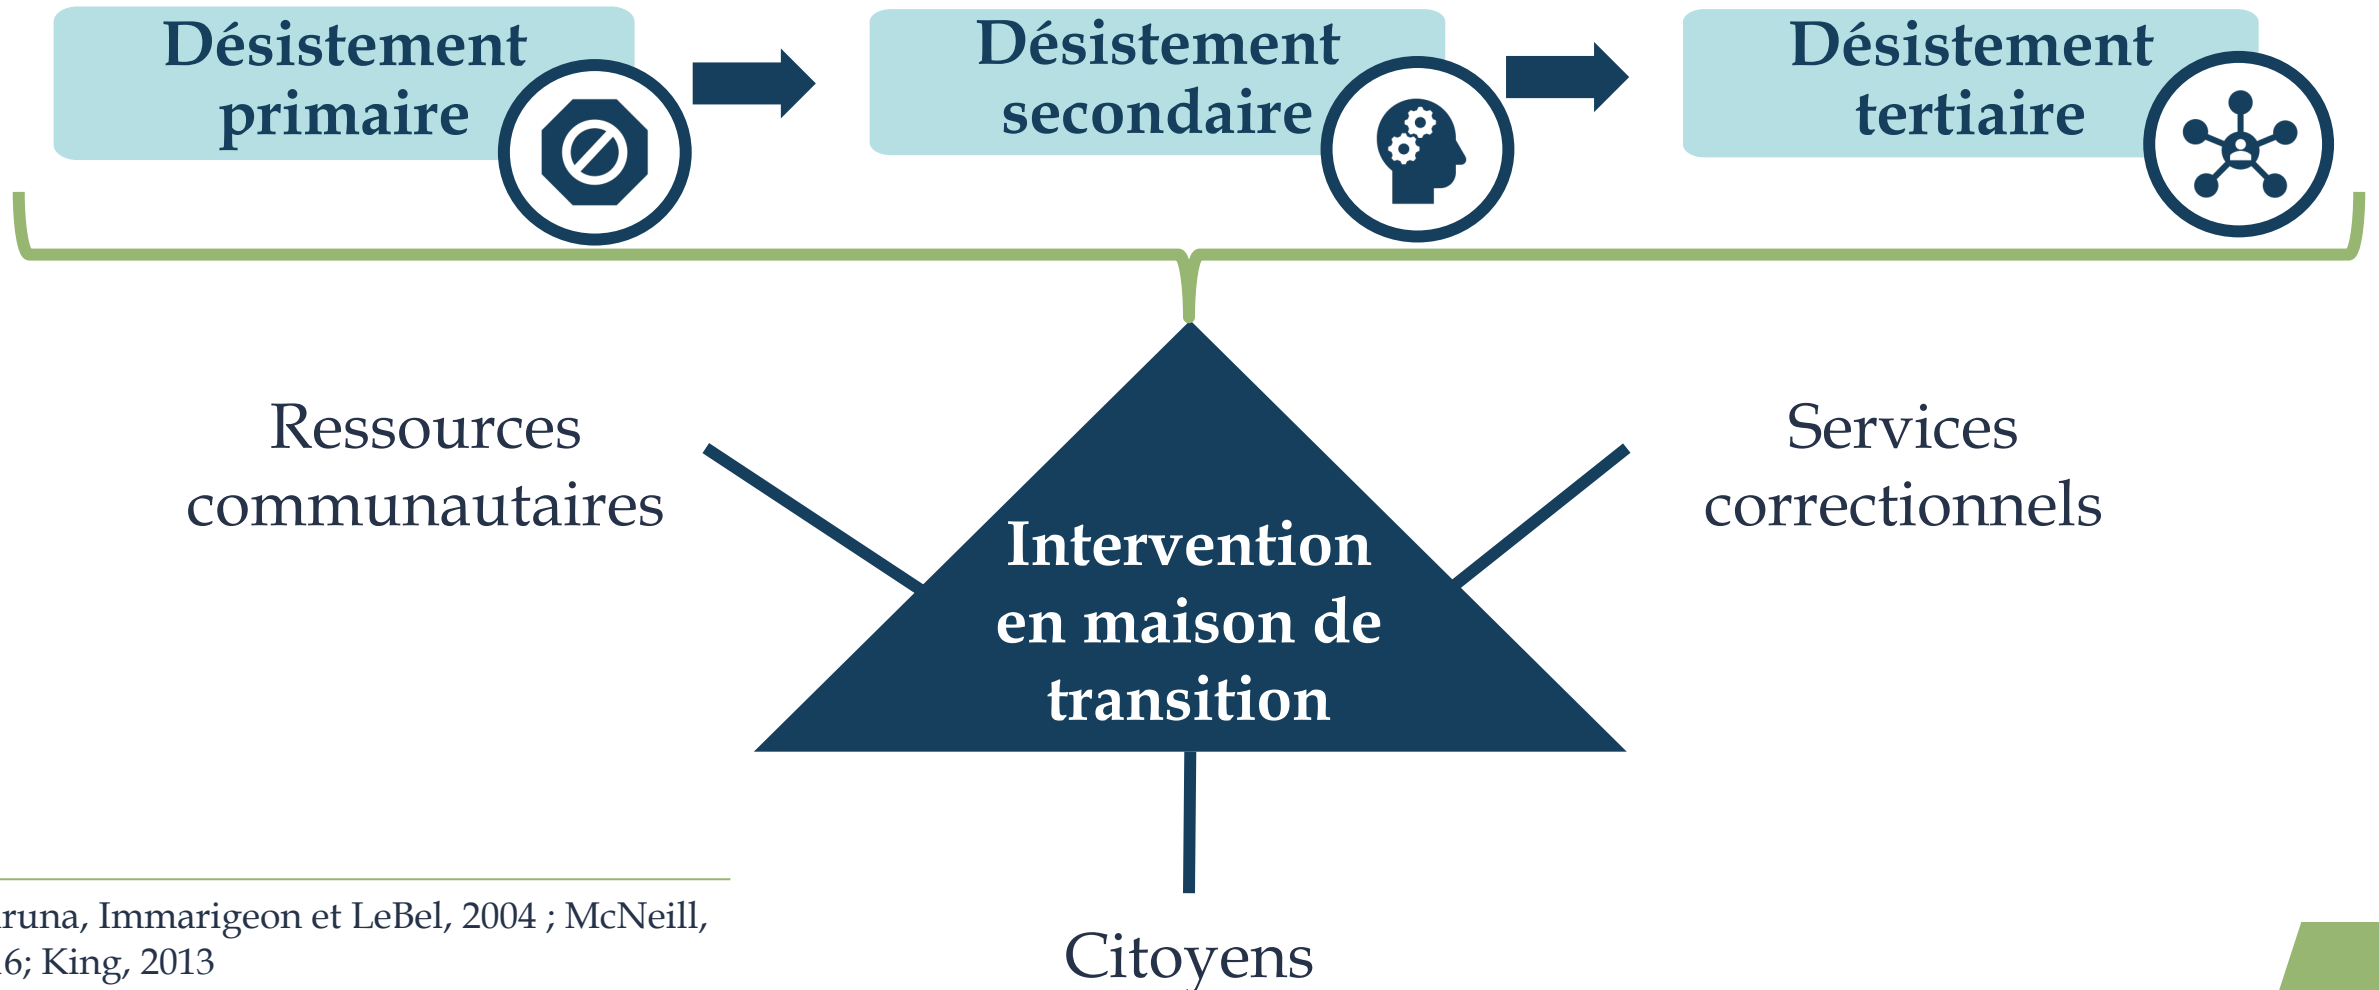 Désistement
primaire
Désistement
secondaire
Désistement
tertiaire
Ressources
communautaires
Services
correctionnels
Intervention
en maison de
transition
Immarigeon et LeBel, 2004 ; McNeill,
King, 2013
Citoyens